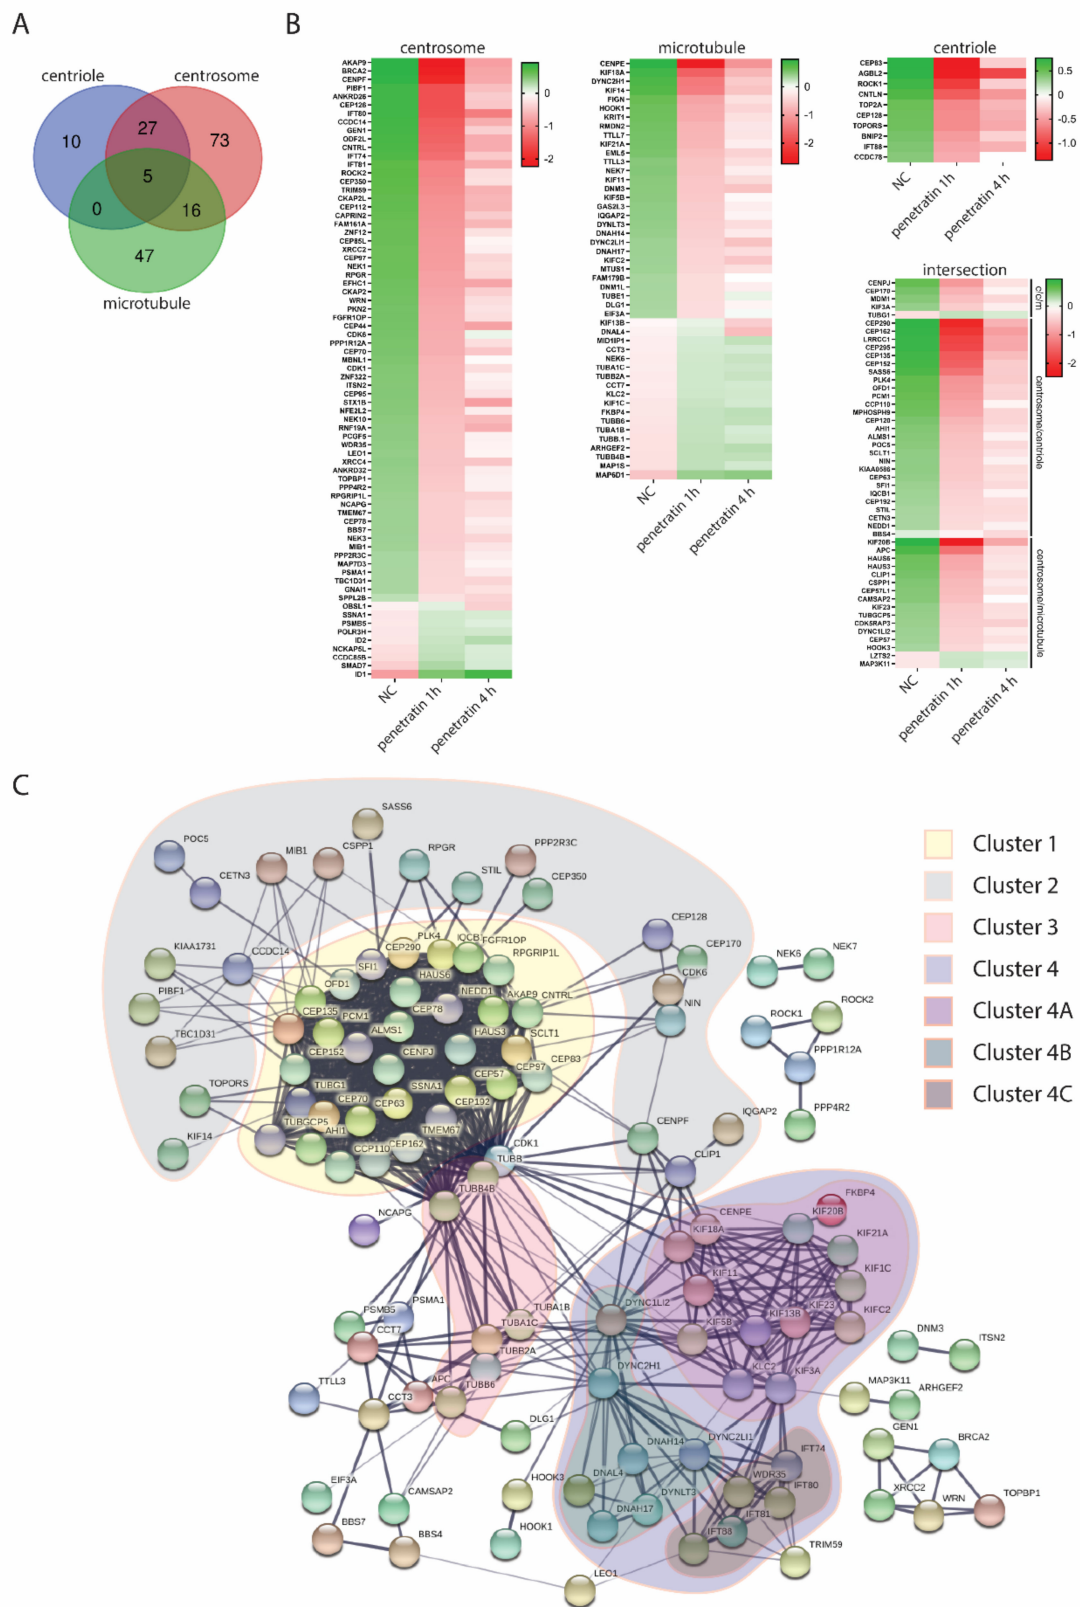 A
centriole
centrosome
10
27
73
5
0
16
47
microtubule
B
centrosome
AKAP9
BRCA2
CENPF
PIBF1
ANKRD26
CEP126
IFT80
CCDC14
GEN1
ODF2L
CNTRL
IFT74
IFT81
ROCK2
CEP350
TRIM59
CKAP2L
CEP112
CAPRIN2
FAM161A
ZNF12
CEP85L
XRCC2
CEP97
NEK1
RPGR
EFHC1
CKAP2
WRN
PKN2
FGFR1OP
CEP44
CDK6
PPP1R12A
CEP70
MBNL1
CDK1
ZNF322
ITSN2
CEP95
STX1B
NFE2L2
NEK10
RNF19A
PCGF5
WDR35
LEO1
XRCC4
ANKRD32
TOPBP1
PPP4R2
RPGRIP1L
NCAPG
TMEM67
CEP78
BBS7
NEK3
MIB1
PPP2R3C
MAP7D3
PSMA1
TBC1D31
GNAI1
SPPL2B
OBSL1
SSNA1
PSMB5
POLR3H
ID2
NCKAP5L
CCDC85B
SMAD7
ID1
NC
penetratin 1h
penetratin 4 h
0
-1
-2
microtubule
CENPE
KIF18A
DYNC2H1
KIF14
FIGN
HOOK1
KRIT1
RMDN2
TTLL7
KIF21A
EML5
TTLL3
NEK7
KIF11
DNM3
KIF5B
GAS2L3
IQGAP2
DYNLT3
DNAH14
DYNC2LI1
DNAH17
KIFC2
MTUS1
FAM179B
DNM1L
TUBE1
DLG1
EIF3A
KIF13B
DNAL4
MID1IP1
CCT3
NEK6
TUBA1C
TUBB2A
CCT7
KLC2
KIF1C
FKBP4
TUBB6
TUBA1B
TUBB.1
ARHGEF2
TUBB4B
MAP1S
MAP6D1
NC
penetratin 1h
penetratin 4 h
0
-1
-2
centriole
CEP83
AGBL2
ROCK1
CNTLN
TOP2A
CEP128
TOPORS
BNIP2
IFT88
CCDC78
NC
penetratin 1h
penetratin 4 h
0.5
0.0
-0.5
-1.0
intersection
CENPJ
CEP170
MDM1
KIF3A
TUBG1
CEP290
CEP162
LRRCC1
CEP295
CEP135
CEP152
SASS6
PLK4
OFD1
PCM1
CCP110
MPHOSPH9
CEP120
AHI1
ALMS1
POC5
SCLT1
NIN
KIAA0586
CEP63
SFI1
IQCB1
CEP192
STIL
CETN3
NEDD1
BBS4
KIF20B
APC
HAUS6
HAUS3
CLIP1
CSPP1
CEP57L1
CAMSAP2
KIF23
TUBGCP5
CDK5RAP3
DYNC1LI2
CEP57
HOOK3
LZTS2
MAP3K11
c/c/m
centrosome/centriole
centrosome/microtubule
NC
penetratin 1h
penetratin 4 h
0
-1
-2
C
SASS6
POC5
MIB1
CSPP1
RPGR
PPP2R3C
CETN3
STIL
CEP350
CEP128
KIAA1731
CCDC14
CEP290
PLK4
IQCB
FGFR1OP
CEP170
SFI1
HAUS6
RPGRIP1L
NEK6
NEK7
OFD1
CDK6
PIBF1
NEDD1
AKAP9
CNTRL
CEP135
PCM1
CEP78
NIN
ROCK1
ROCK2
TBC1D31
ALMS1
HAUS3
SCLT1
CEP152
CENPJ
CEP83
PPP1R12A
CEP57
CEP97
TOPORS
TUBG1
SSNA1
CEP70
CEP63
CEP192
PPP4R2
TUBGCP5
AHI1
TMEM67
CENPF
IQGAP2
KIF14
CCP110
CEP162
CDK1
TUBB
CLIP1
TUBB4B
NCAPG
FKBP4
CENPE
KIF20B
KIF18A
KIF21A
KIF11
KIF1C
PSMB5
PSMA1
TUBA1B
DYNC1LI2
KIF23
KIF13B
KIFC2
CCT7
TUBA1C
KIF5B
TUBB2A
DNM3
ITSN2
TTLL3
APC
TUBB6
DYNC2H1
KLC2
KIF3A
CCT3
MAP3K11
ARHGEF2
DLG1
DNAH14
DYNC2LI1
GEN1
BRCA2
IFT74
EIF3A
CAMSAP2
HOOK3
DNAL4
WDR35
IFT80
DYNLT3
XRCC2
WRN
TOPBP1
DNAH17
IFT81
BBS7
BBS4
HOOK1
IFT88
TRIM59
LEO1
Cluster 1
Cluster 2
Cluster 3
Cluster 4
Cluster 4A
Cluster 4B
Cluster 4C